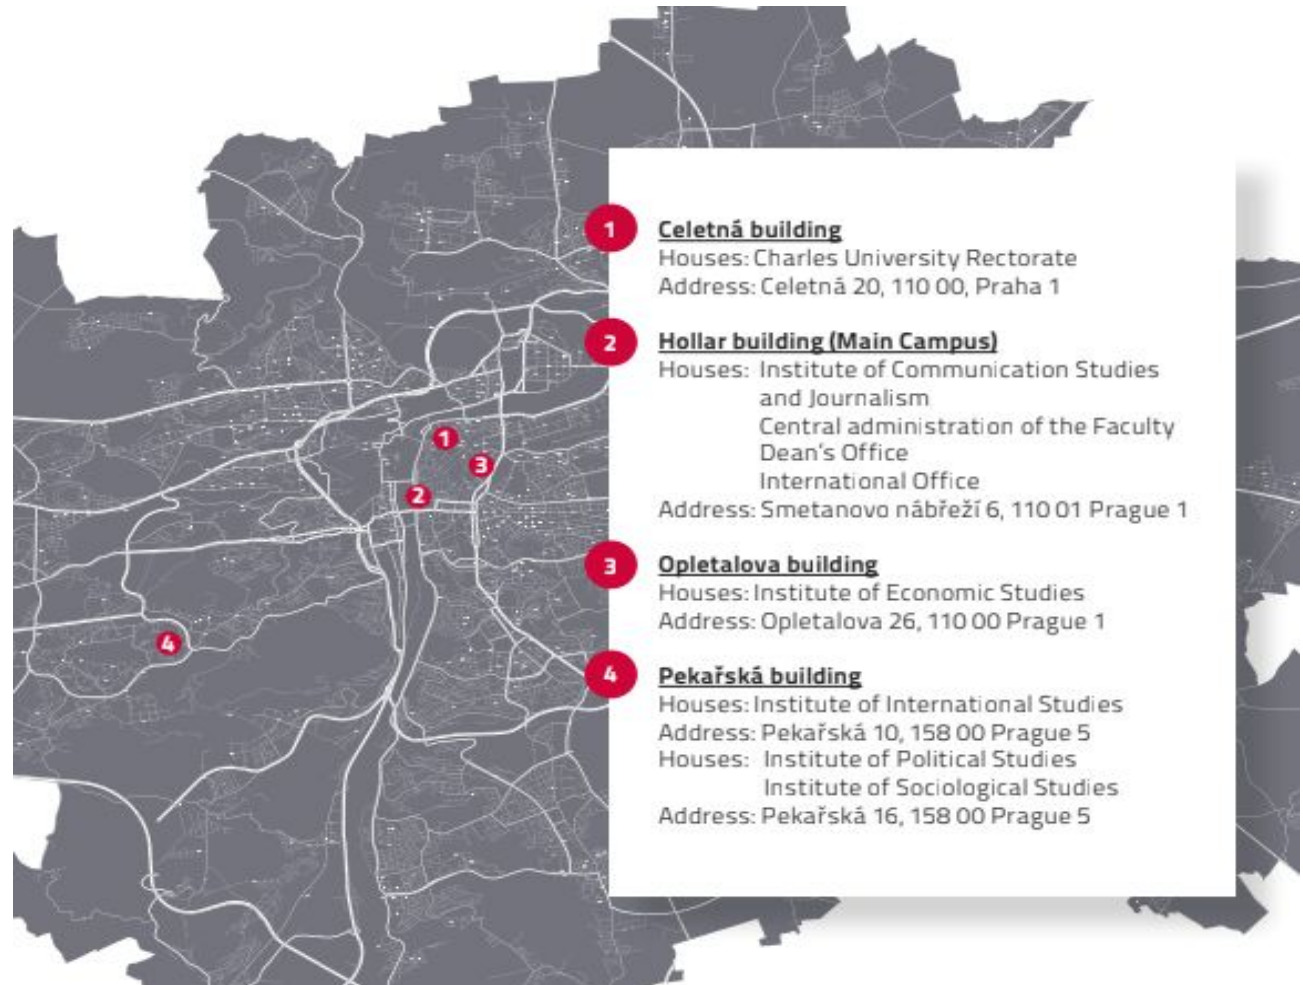 1
Celetná building
Houses: Charles University Rectorate
Address: Celetná 20, 110 00, Praha 1
2
Hollar building (Main Campus)
Houses: Institute of Communication Studies
and Journalism
Central administration of the Faculty
Dean's Office
International Office
Address: Smetanovo nábřeží 6, 110 01 Prague 1
3
Opletalova building
Houses: Institute of Economic Studies
Address: Opletalova 26, 110 00 Prague 1
4
Pekařská building
Houses: Institute of International Studies
Address: Pekařská 10, 158 00 Prague 5
Houses: Institute of Political Studies
Institute of Sociological Studies
Address: Pekařská 16, 158 00 Prague 5
1
3
2
4